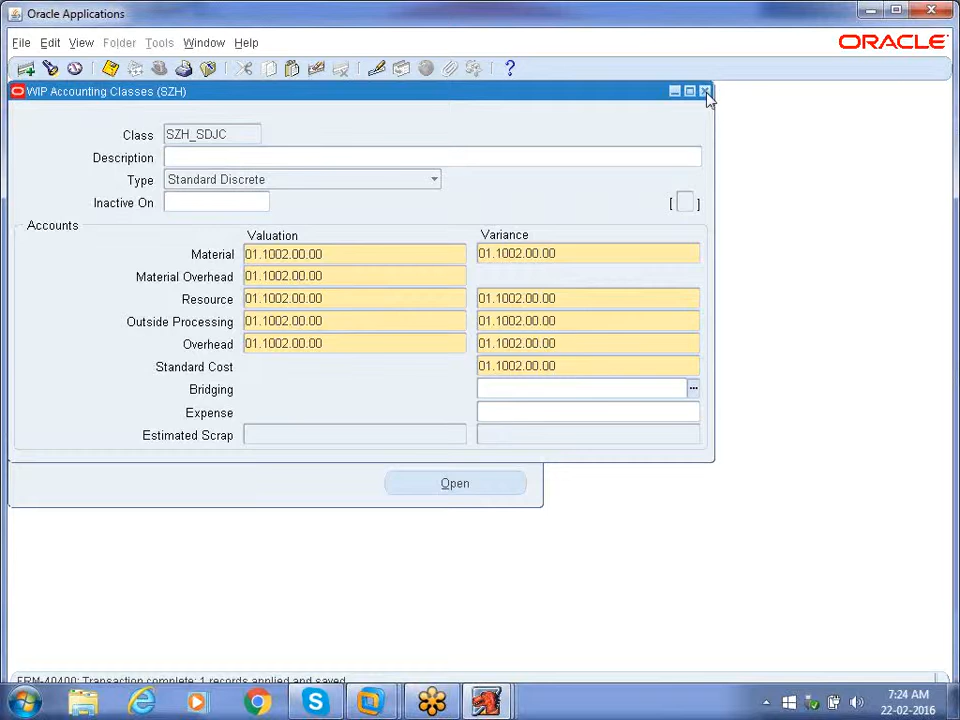 Oracle Applications
File Edit View Folder Tools Window Help
ORACLE
?
WIP Accounting Classes (SZH)
Class SZH_SDJC
Description
Type Standard Discrete
Inactive On [ ]
Accounts
Valuation Variance
Material 01.1002.00.00 01.1002.00.00
Material Overhead 01.1002.00.00
Resource 01.1002.00.00 01.1002.00.00
Outside Processing 01.1002.00.00 01.1002.00.00
Overhead 01.1002.00.00 01.1002.00.00
Standard Cost 01.1002.00.00
Bridging ...
Expense
Estimated Scrap
Open
FRM-40400: Transaction complete: 1 records applied and saved.
7:24 AM
22-02-2016